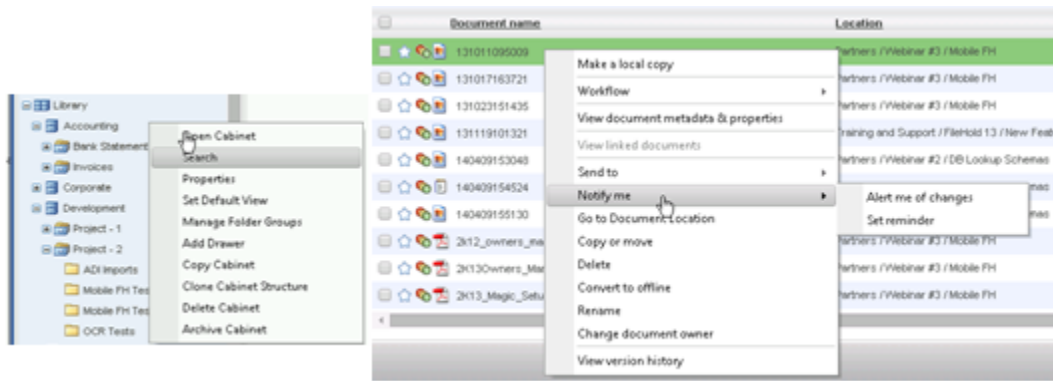 Library
Accounting
Bank Statement
Invoices
Corporate
Development
Project - 1
Project - 2
ADI Imports
Mobile FH Tes
Mobile FH Tes
OCR Tests
Open Cabinet
Search
Properties
Set Default View
Manage Folder Groups
Add Drawer
Copy Cabinet
Clone Cabinet Structure
Delete Cabinet
Archive Cabinet
Document name Location
131011095009 Partners / Webinar #3 / Mobile FH
131017163721 Partners / Webinar #3 / Mobile FH
131023151435 Partners / Webinar #3 / Mobile FH
131119101321 Training and Support / FileHold 13 / New Feat
140409153048 Partners / Webinar #2 / DB Lookup Schemas
140409154524 mas
140409155130 mas
2k12_owners_ma Partners / Webinar #3 / Mobile FH
2K13Owners_Mar Partners / Webinar #3 / Mobile FH
2K13_Magic_Setu Partners / Webinar #3 / Mobile FH
Make a local copy
Workflow
View document metadata & properties
View linked documents
Send to
Notify me
Go to Document Location
Copy or move
Delete
Convert to offline
Rename
Change document owner
View version history
Alert me of changes
Set reminder